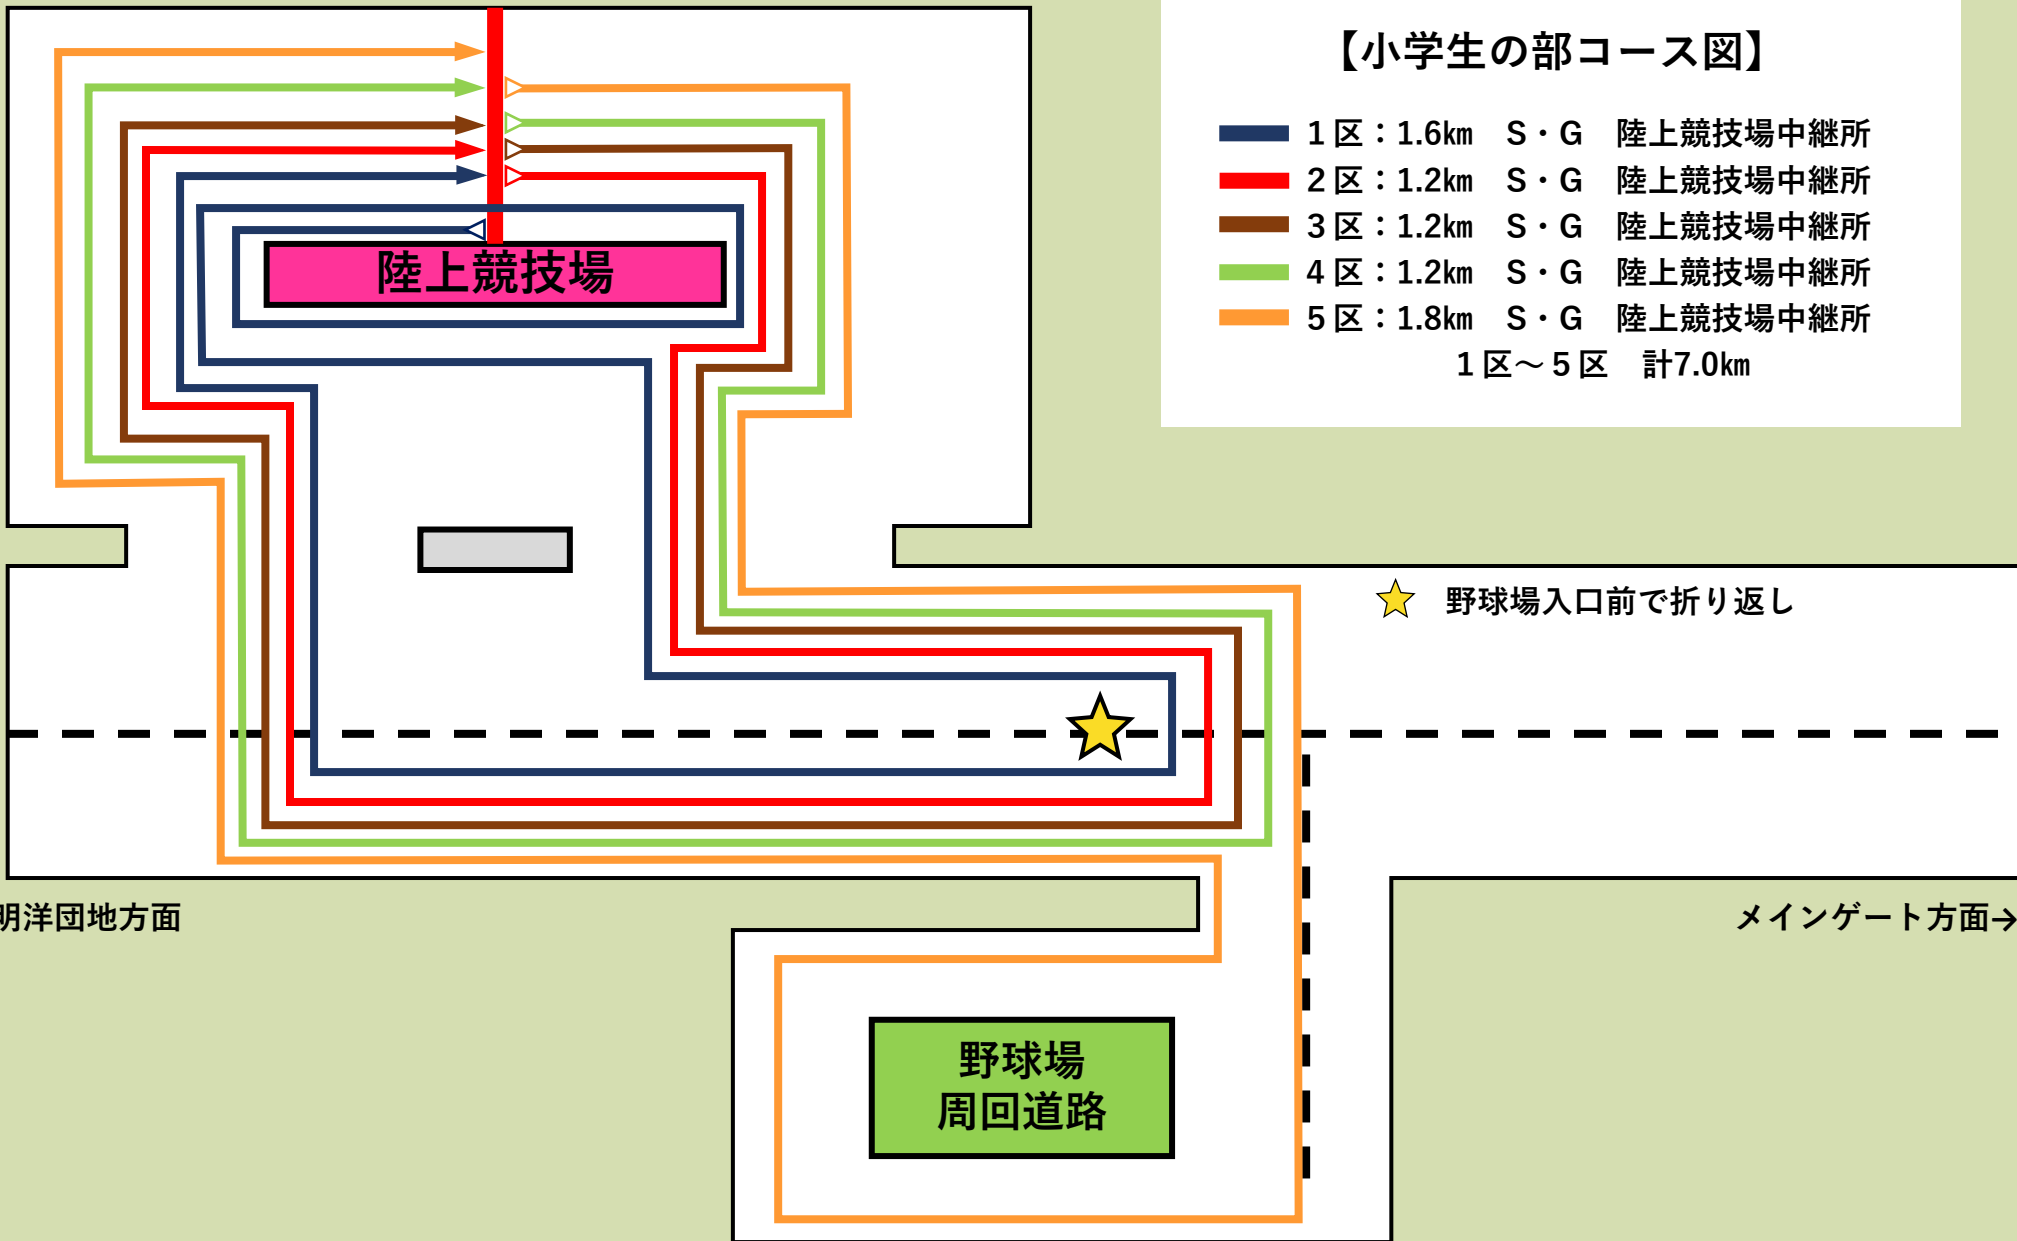 【小学生の部コース図】
1区：1.6㎞　S・G　陸上競技場中継所
2区：1.2㎞　S・G　陸上競技場中継所
3区：1.2㎞　S・G　陸上競技場中継所
4区：1.2㎞　S・G　陸上競技場中継所
5区：1.8㎞　S・G　陸上競技場中継所
1区～5区　計7.0㎞
陸上競技場
野球場入口前で折り返し
明洋団地方面
メインゲート方面→
野球場
周回道路